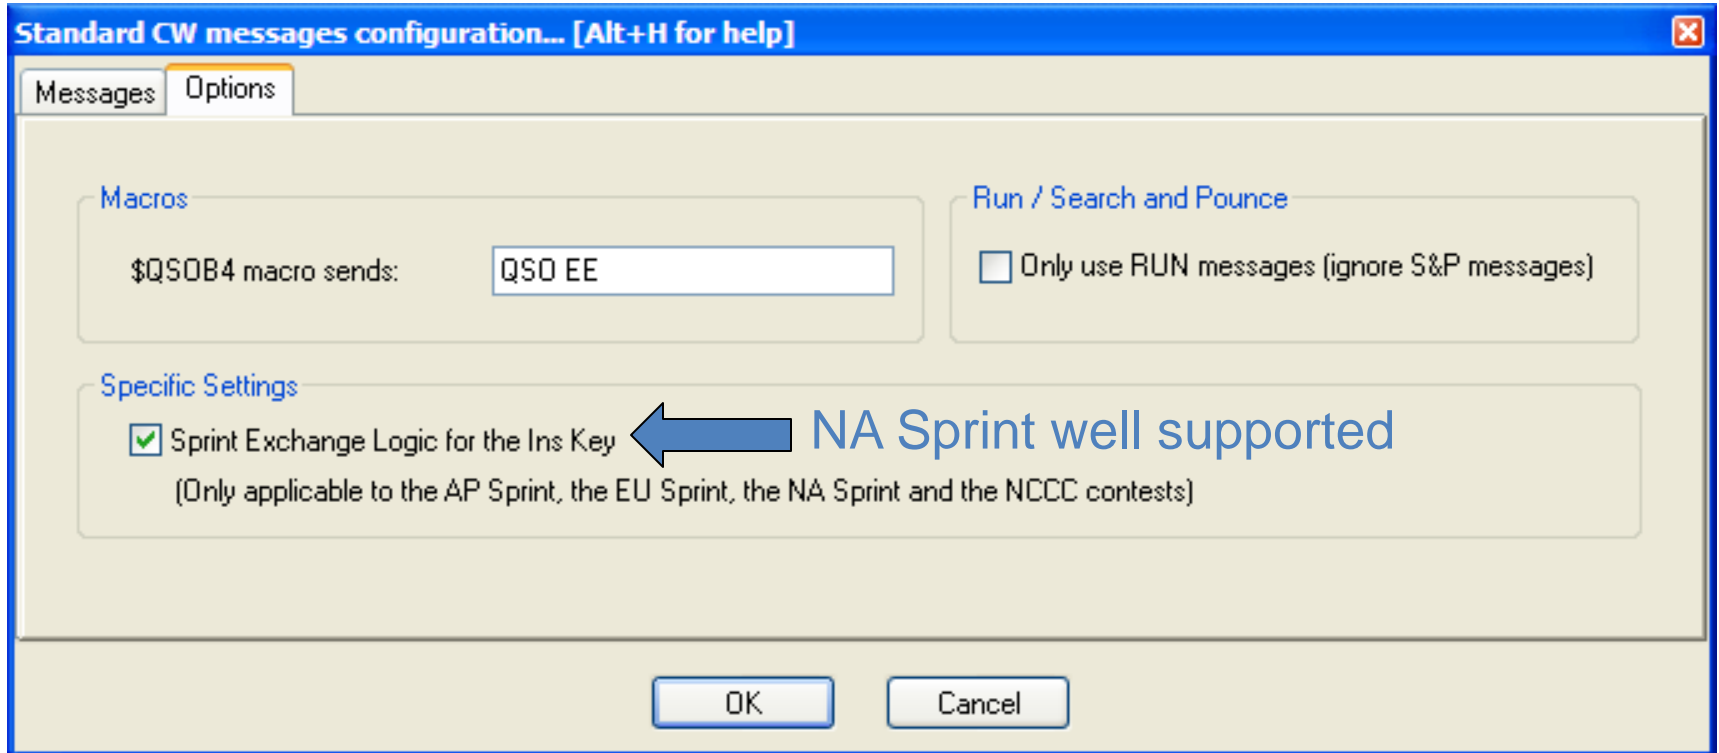 Standard CW messages configuration... [Alt+H for help]
Messages
Options
Macros
$QSOB4 macro sends:
QSO EE
Run / Search and Pounce
Only use RUN messages (ignore S&P messages)
Specific Settings
Sprint Exchange Logic for the Ins Key
NA Sprint well supported
(Only applicable to the AP Sprint, the EU Sprint, the NA Sprint and the NCCC contests)
OK
Cancel